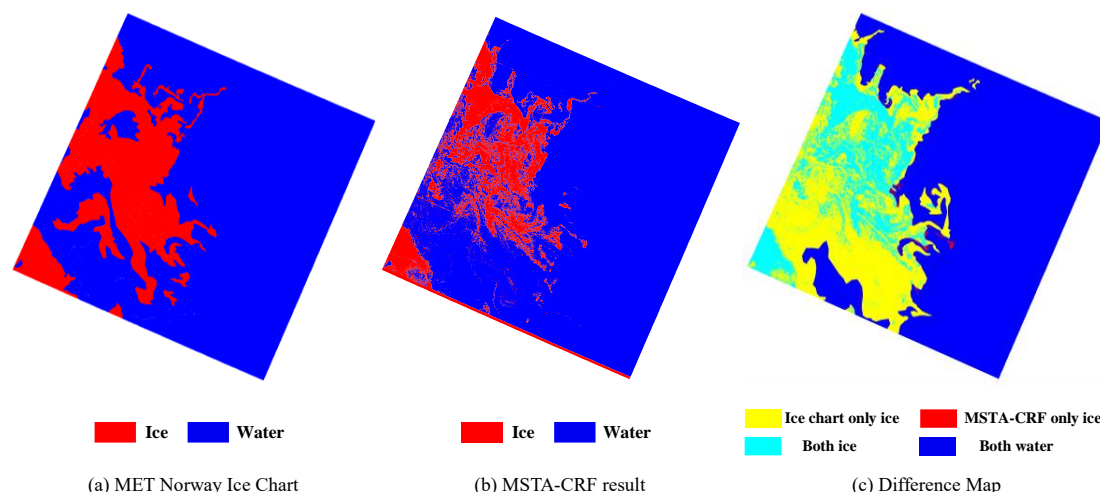 Ice Water
Ice Water
Ice chart only ice MSTA-CRF only ice
Both ice Both water
(a) MET Norway Ice Chart (b) MSTA-CRF result (c) Difference Map